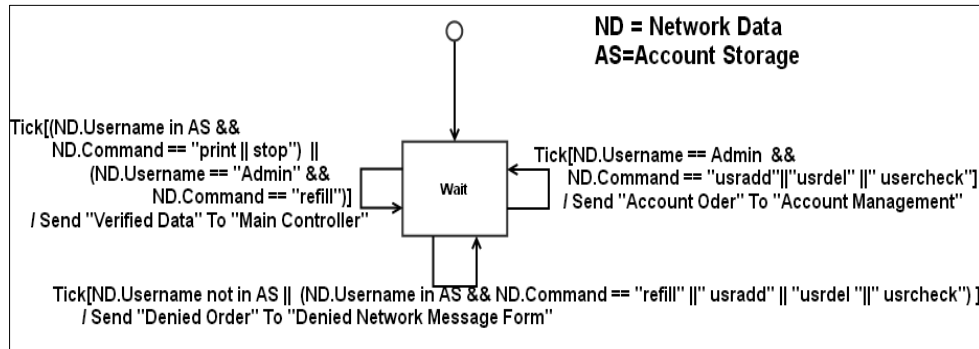 ND = Network Data
AS=Account Storage
Tick[(ND.Username in AS &&
ND.Command == "print || stop") ||
(ND.Username == "Admin" &&
ND.Command == "refill")]
/ Send "Verified Data" To "Main Controller"
Wait
Tick[ND.Username == Admin &&
ND.Command == "usradd"||"usrdel" ||" usercheck"]
/ Send "Account Oder" To "Account Management"
Tick[ND.Username not in AS || (ND.Username in AS && ND.Command == "refill" ||" usradd" || "usrdel "||" usrcheck") ]
/ Send "Denied Order" To "Denied Network Message Form"